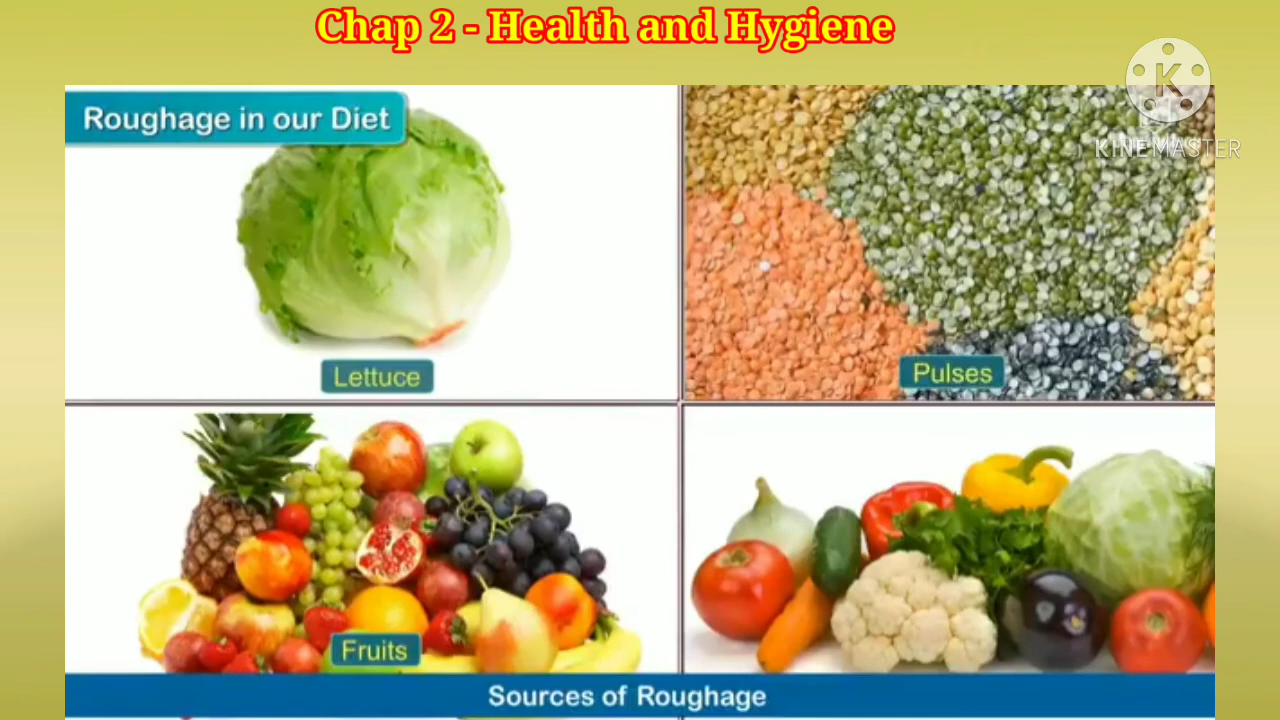 Chap 2 - Health and Hygiene
K
KINEMASTER
Roughage in our Diet
Lettuce
Pulses
Fruits
Sources of Roughage